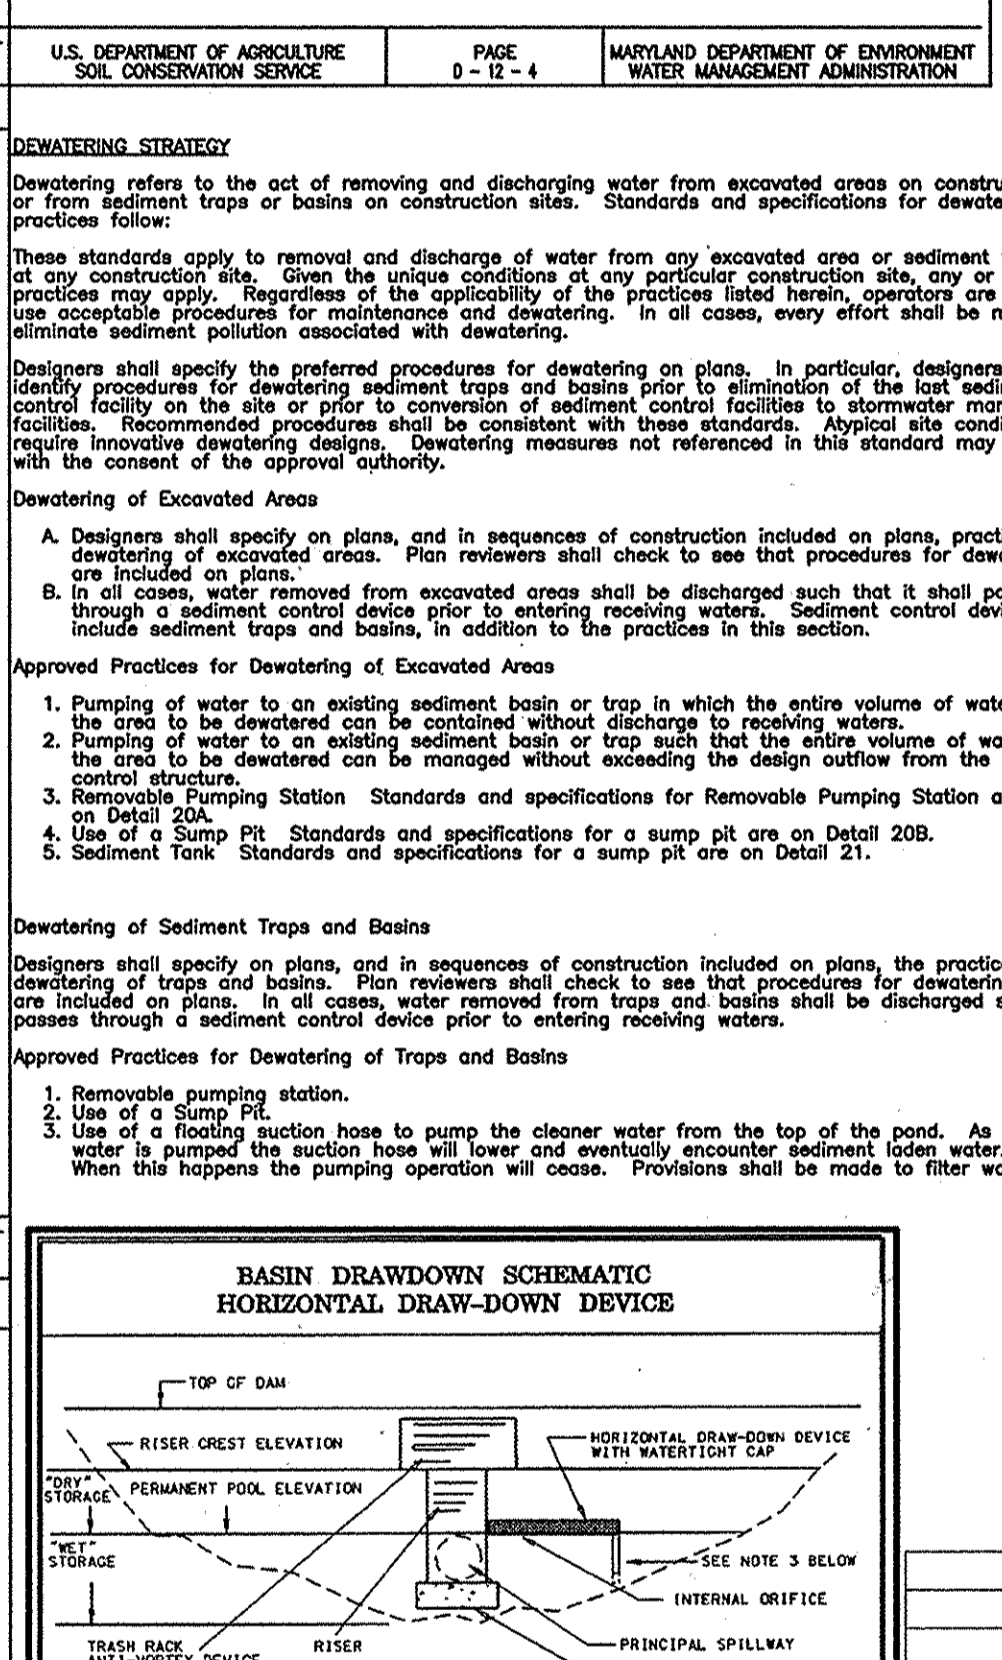 U.S. DEPARTMENT OF AGRICULTURE
SOIL CONSERVATION SERVICE
PAGE
D - 12 - 4
MARYLAND DEPARTMENT OF ENVIRONMENT
WATER MANAGEMENT ADMINISTRATION
DEWATERING STRATEGY
Dewatering refers to the act of removing and discharging water from excavated areas on constru
or from sediment traps or basins on construction sites. Standards and specifications for dewate
practices follow:
These standards apply to removal and discharge of water from any excavated area or sediment
at any construction site. Given the unique conditions at any particular construction site, any or
practices may apply. Regardless of the applicability of the practices listed herein, operators are
use acceptable procedures for maintenance and dewatering. In all cases, every effort shall be m
eliminate sediment pollution associated with dewatering.
Designers shall specify the preferred procedures for dewatering on plans. In particular, designers
identify procedures for dewatering sediment traps and basins prior to elimination of the last sedi
control facility on the site or prior to conversion of sediment control facilities to stormwater mar
facilities. Recommended procedures shall be consistent with these standards. Atypical site condi
require innovative dewatering designs. Dewatering measures not referenced in this standard may
with the consent of the approval authority.
Dewatering of Excavated Areas
A. Designers shall specify on plans, and in sequences of construction included on plans, practi
dewatering of excavated areas. Plan reviewers shall check to see that procedures for dewa
are included on plans.
B. In all cases, water removed from excavated areas shall be discharged such that it shall pa
through a sediment control device prior to entering receiving waters. Sediment control devi
include sediment traps and basins, in addition to the practices in this section.
Approved Practices for Dewatering of Excavated Areas
1. Pumping of water to an existing sediment basin or trap in which the entire volume of wate
the area to be dewatered can be contained without discharge to receiving waters.
2. Pumping of water to an existing sediment basin or trap such that the entire volume of wa
the area to be dewatered can be managed without exceeding the design outflow from the
control structure.
3. Removable Pumping Station Standards and specifications for Removable Pumping Station a
on Detail 20A.
4. Use of a Sump Pit Standards and specifications for a sump pit are on Detail 20B.
5. Sediment Tank Standards and specifications for a sump pit are on Detail 21.
Dewatering of Sediment Traps and Basins
Designers shall specify on plans, and in sequences of construction included on plans, the practice
dewatering of traps and basins. Plan reviewers shall check to see that procedures for dewaterin
are included on plans. In all cases, water removed from traps and basins shall be discharged s
passes through a sediment control device prior to entering receiving waters.
Approved Practices for Dewatering of Traps and Basins
1. Removable pumping station.
2. Use of a Sump Pit.
3. Use of a floating suction hose to pump the cleaner water from the top of the pond. As
water is pumped the suction hose will lower and eventually encounter sediment laden water.
When this happens the pumping operation will cease. Provisions shall be made to filter wa
BASIN DRAWDOWN SCHEMATIC
HORIZONTAL DRAW-DOWN DEVICE
TOP OF DAM
RISER CREST ELEVATION
HORIZONTAL DRAW-DOWN DEVICE
WITH WATERTIGHT CAP
"DRY"
STORAGE
PERMANENT POOL ELEVATION
"WET"
STORAGE
SEE NOTE 3 BELOW
INTERNAL ORIFICE
TRASH RACK
ANTI-VORTEX DEVICE
RISER
PRINCIPAL SPILLWAY